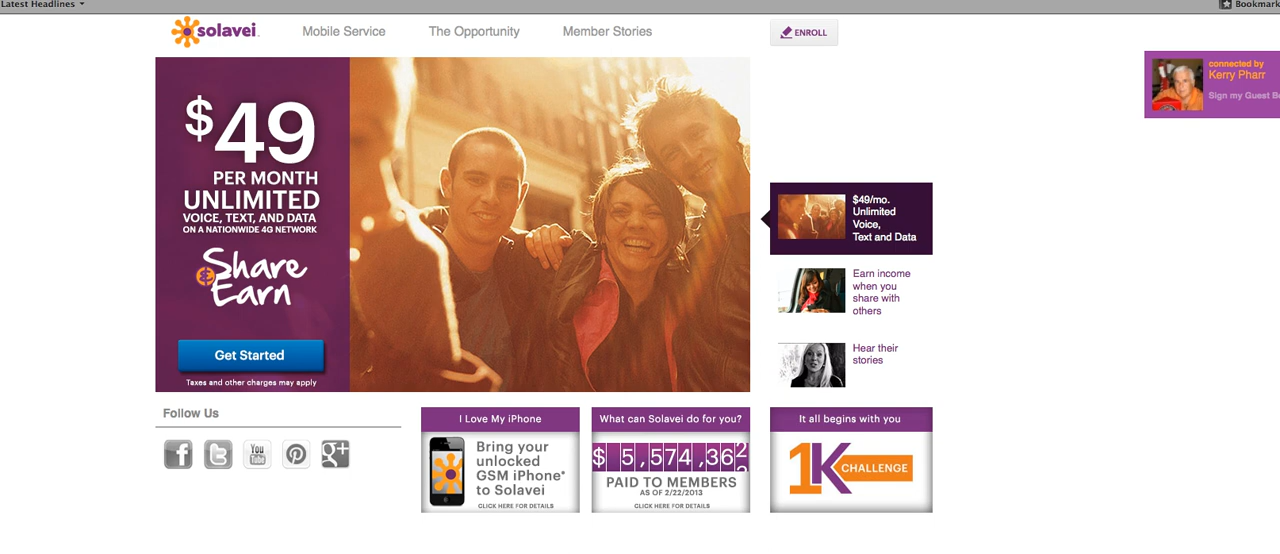 Latest Headlines
Bookmark
solavei
Mobile Service
The Opportunity
Member Stories
ENROLL
connected by
Kerry Pharr
Sign my Guest B
$49
PER MONTH
UNLIMITED
VOICE, TEXT, AND DATA
ON A NATIONWIDE 4G NETWORK
Share
Earn
Get Started
Taxes and other charges may apply
$49/mo.
Unlimited
Voice,
Text and Data
Earn income
when you
share with
others
Hear their
stories
Follow Us
f
t
You
Tube
P
g+
I Love My iPhone
Bring your
unlocked
GSM iPhone*
to Solavei
CLICK HERE FOR DETAILS
What can Solavei do for you?
$ 5,574,362
PAID TO MEMBERS
AS OF 2/22/2013
CLICK HERE FOR DETAILS
It all begins with you
1K CHALLENGE